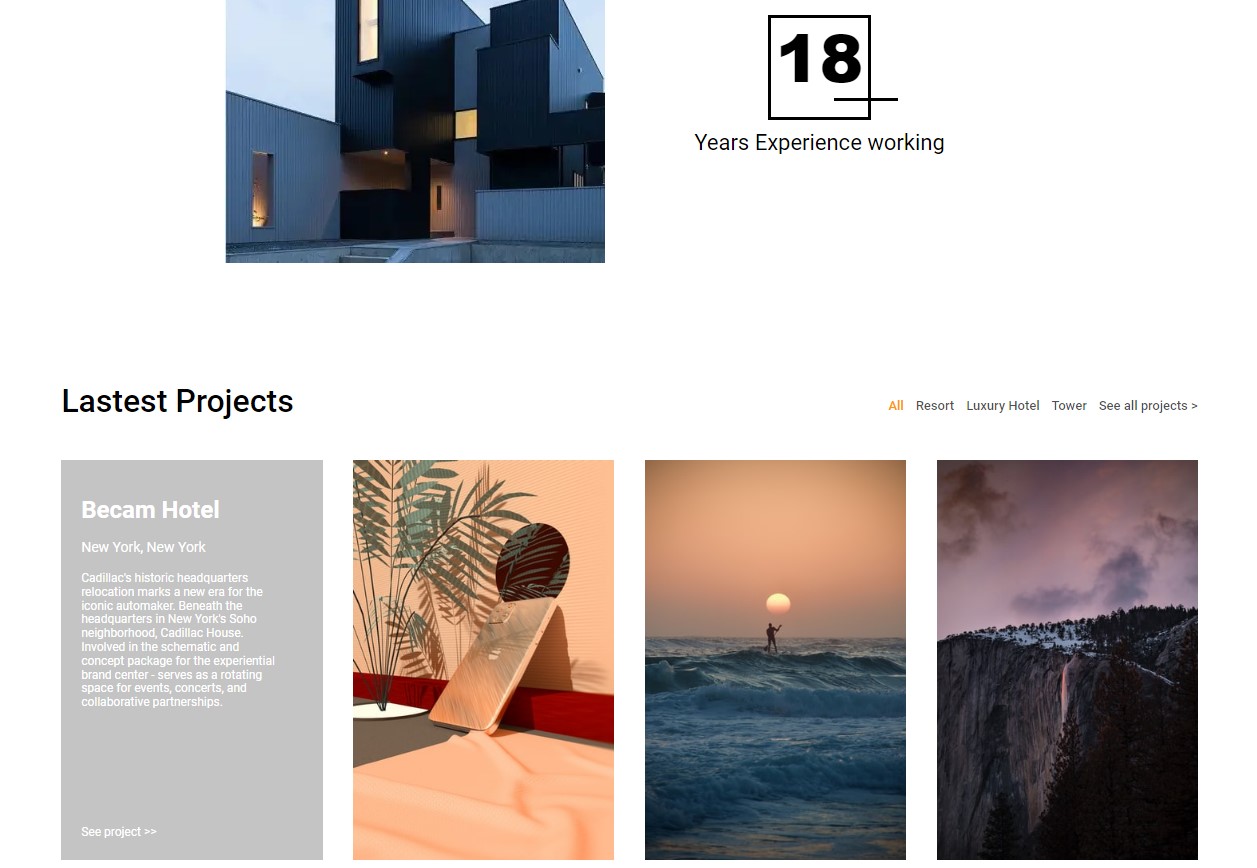 18
Years Experience working
Lastest Projects
All Resort Luxury Hotel Tower See all projects >
Becam Hotel
New York, New York
Cadillac's historic headquarters
relocation marks a new era for the
iconic automaker. Beneath the
headquarters in New York's Soho
neighborhood, Cadillac House.
Involved in the schematic and
concept package for the experiential
brand center - serves as a rotating
space for events, concerts, and
collaborative partnerships.
See project >>